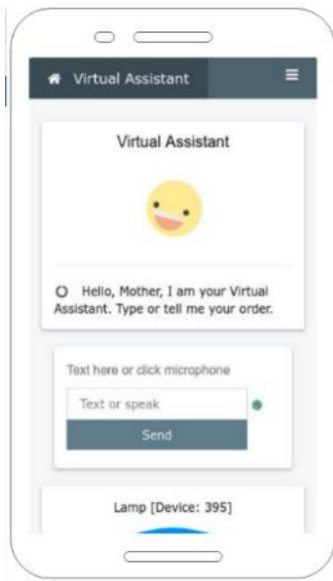 Virtual Assistant
Virtual Assistant
Hello, Mother, I am your Virtual
Assistant. Type or tell me your order.
Text here or click microphone
Text or speak
Send
Lamp [Device: 395]